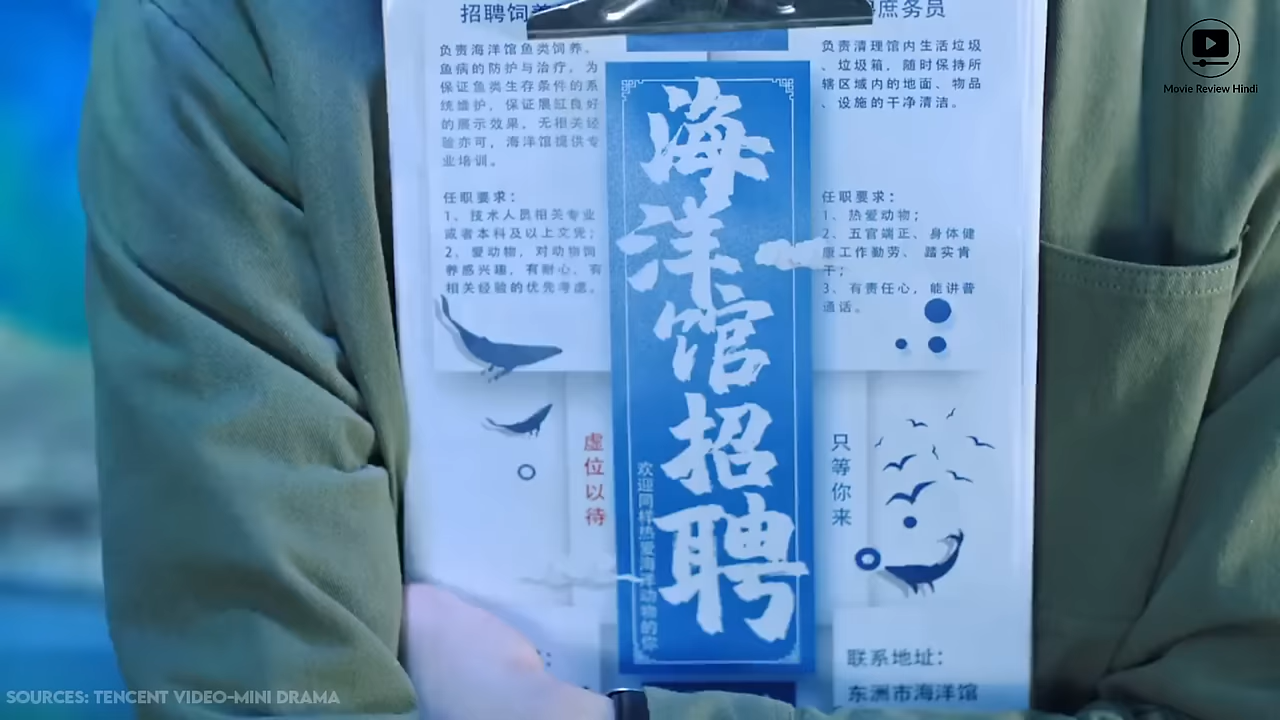 招聘饲
庶务员
负责海洋馆鱼类饲养。
鱼病的防护与治疗。为
保证鱼类生存条件的系
统维护，保证展缸良好
的展示效果，无相关经
验亦可，海洋馆提供专
业培训。
任职要求：
1、技术人员相关专业
或者本科及以上文凭；
2，爱动物，对动物饲
养感兴趣，有耐心、有
相关经验的优先考虑。
负责清理馆内生活垃圾
、垃圾箱，随时保持所
辖区域内的地面、物品
、设施的干净清洁。
任职要求：
1、热爱动物；
2、五官端正、身体健
康工作勤劳、踏实肯
干；
3、有责任心，能讲普
通话。
海洋馆招聘
欢迎同样热爱海洋动物的你
虚位以待
只等你来
联系地址：
东洲市海洋馆
Movie Review Hindi
SOURCES: TENCENT VIDEO-MINI DRAMA